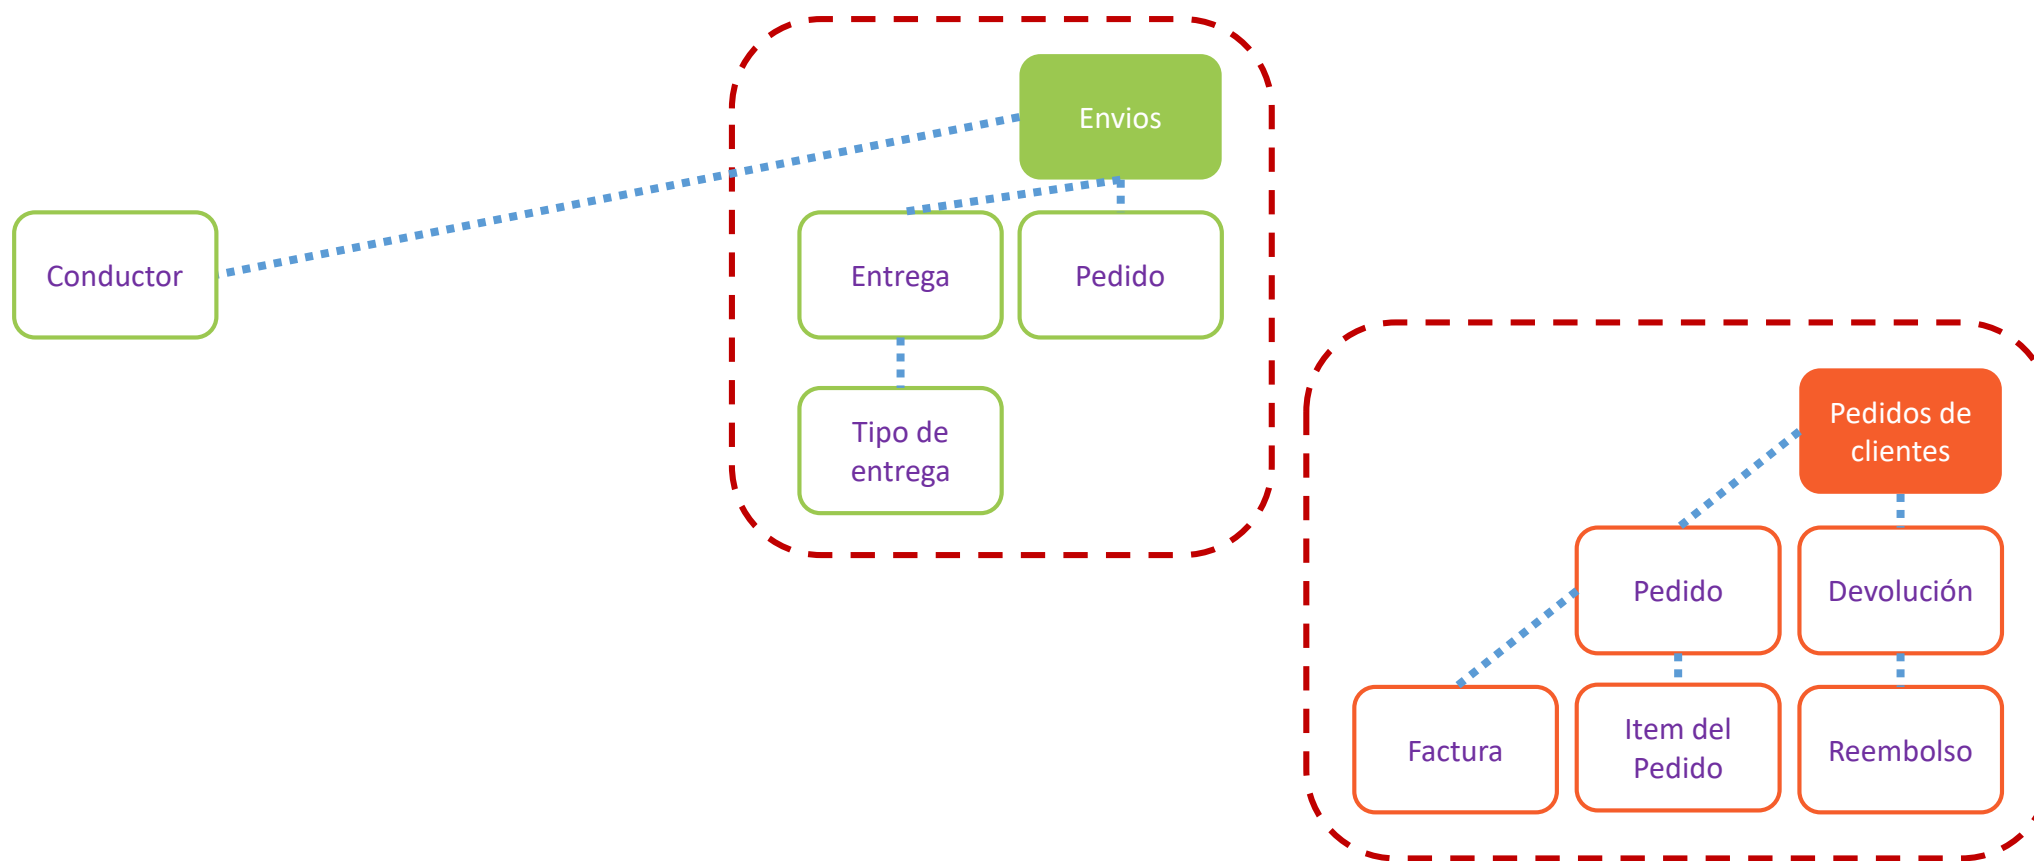 Envios
Conductor
Entrega
Pedido
Tipo de
entrega
Pedidos de
clientes
Pedido
Devolución
Factura
Item del
Pedido
Reembolso